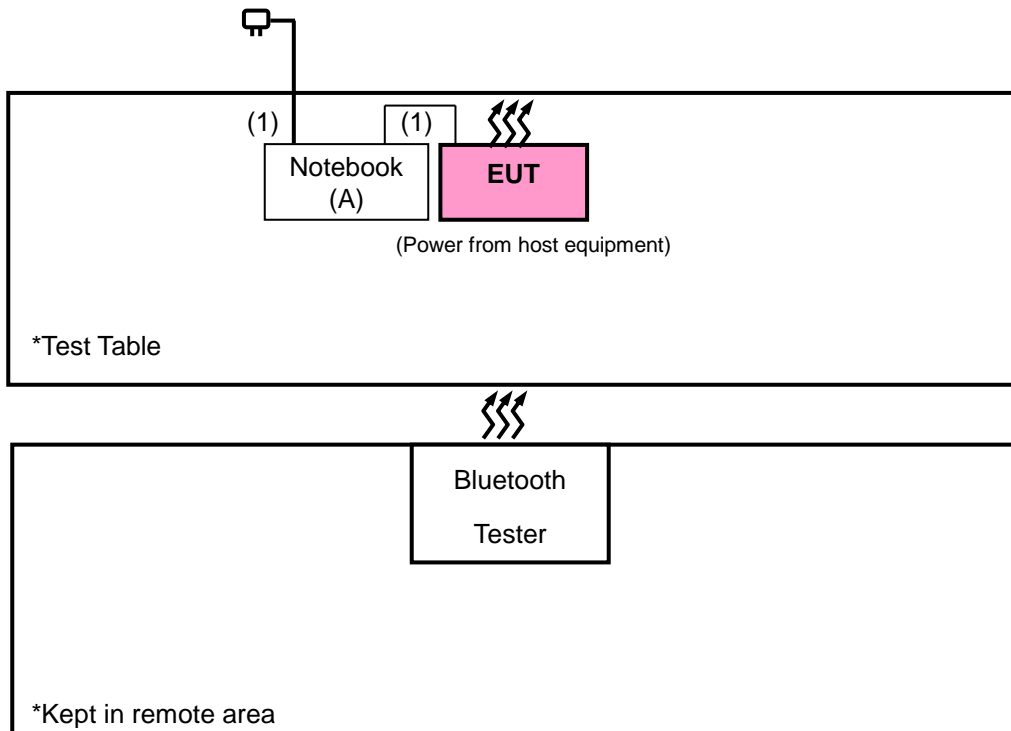 (1)
(1)
Notebook
(A)
EUT
(Power from host equipment)
*Test Table
Bluetooth
Tester
*Kept in remote area